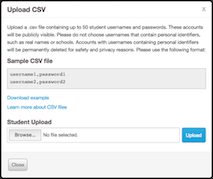 Upload CSV
x
Upload a .csv file containing up to 50 student usernames and passwords. These accounts
will be publicly visible. Please do not choose usernames that contain personal identifiers,
such as real names or schools. Accounts with usernames containing personal identifiers
will be permanently deleted for safety and privacy reasons. Please use the following format:
Sample CSV file
username1,password1
username2,password2
Download example
Learn more about CSV files
Student Upload
Browse... No file selected. Upload
Close